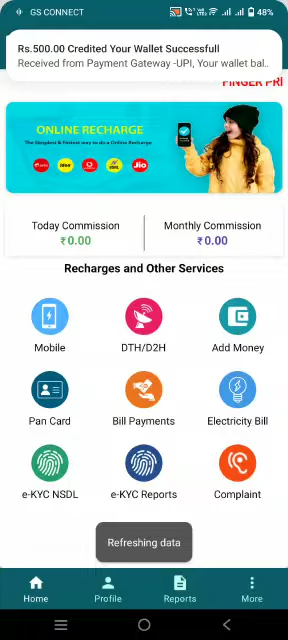 GS CONNECT
48%
Rs.500.00 Credited Your Wallet Successfull
Received from Payment Gateway -UPI, Your wallet bal..
FINGER PRI
ONLINE RECHARGE
The Simplest & Fastest way to do a Online Recharge
airtel
idea
vodafone
BSNL
Jio
Today Commission
Monthly Commission
₹0.00
₹0.00
Recharges and Other Services
Mobile
DTH/D2H
Add Money
Pan Card
Bill Payments
Electricity Bill
e-KYC NSDL
e-KYC Reports
Complaint
Refreshing data
Home
Profile
Reports
More